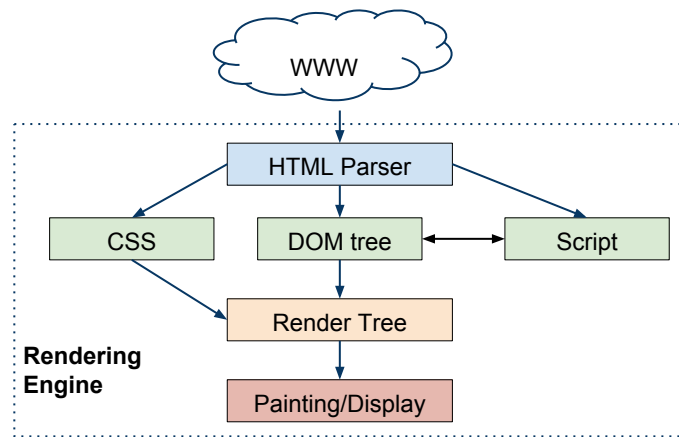 WWW
HTML Parser
CSS
DOM tree
Script
Render Tree
Rendering
Engine
Painting/Display